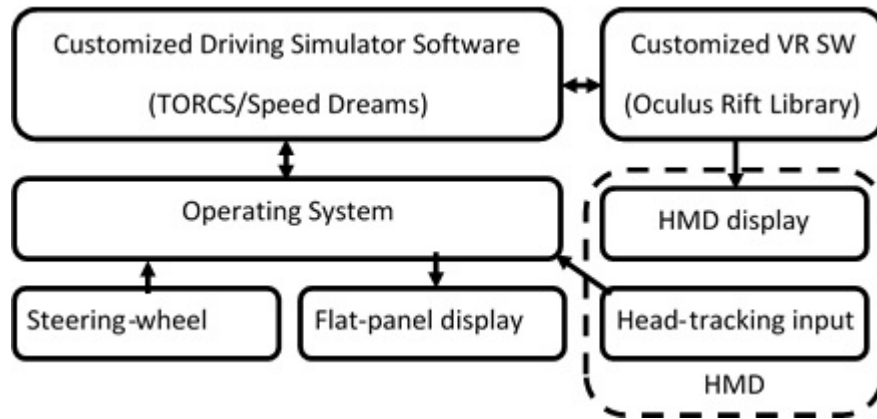 Customized Driving Simulator Software
(TORCS/Speed Dreams)
Customized VR SW
(Oculus Rift Library)
Operating System
HMD display
Steering-wheel
Flat-panel display
Head-tracking input
HMD